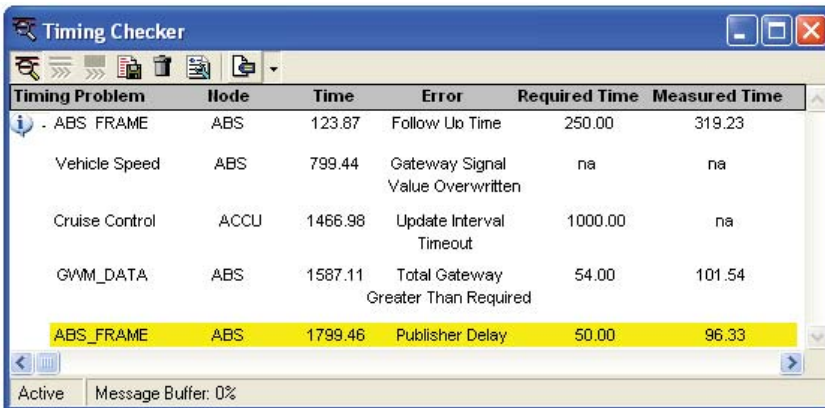 Timing Checker
Timing Problem Node Time Error Required Time Measured Time
- ABS_FRAME ABS 123.87 Follow Up Time 250.00 319.23
Vehicle Speed ABS 799.44 Gateway Signal na na
Value Overwritten
Cruise Control ACCU 1466.98 Update Interval 1000.00 na
Timeout
GWM_DATA ABS 1587.11 Total Gateway 54.00 101.54
Greater Than Required
ABS_FRAME ABS 1799.46 Publisher Delay 50.00 96.33
Active Message Buffer: 0%